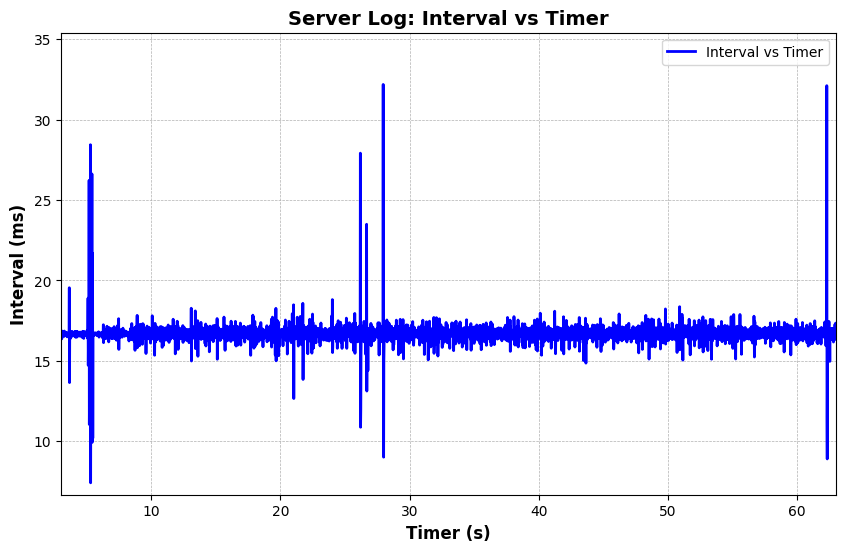 Server Log: Interval vs Timer
Interval vs Timer
35
30
25
20
15
10
Interval (ms)
10 20 30 40 50 60
Timer (s)